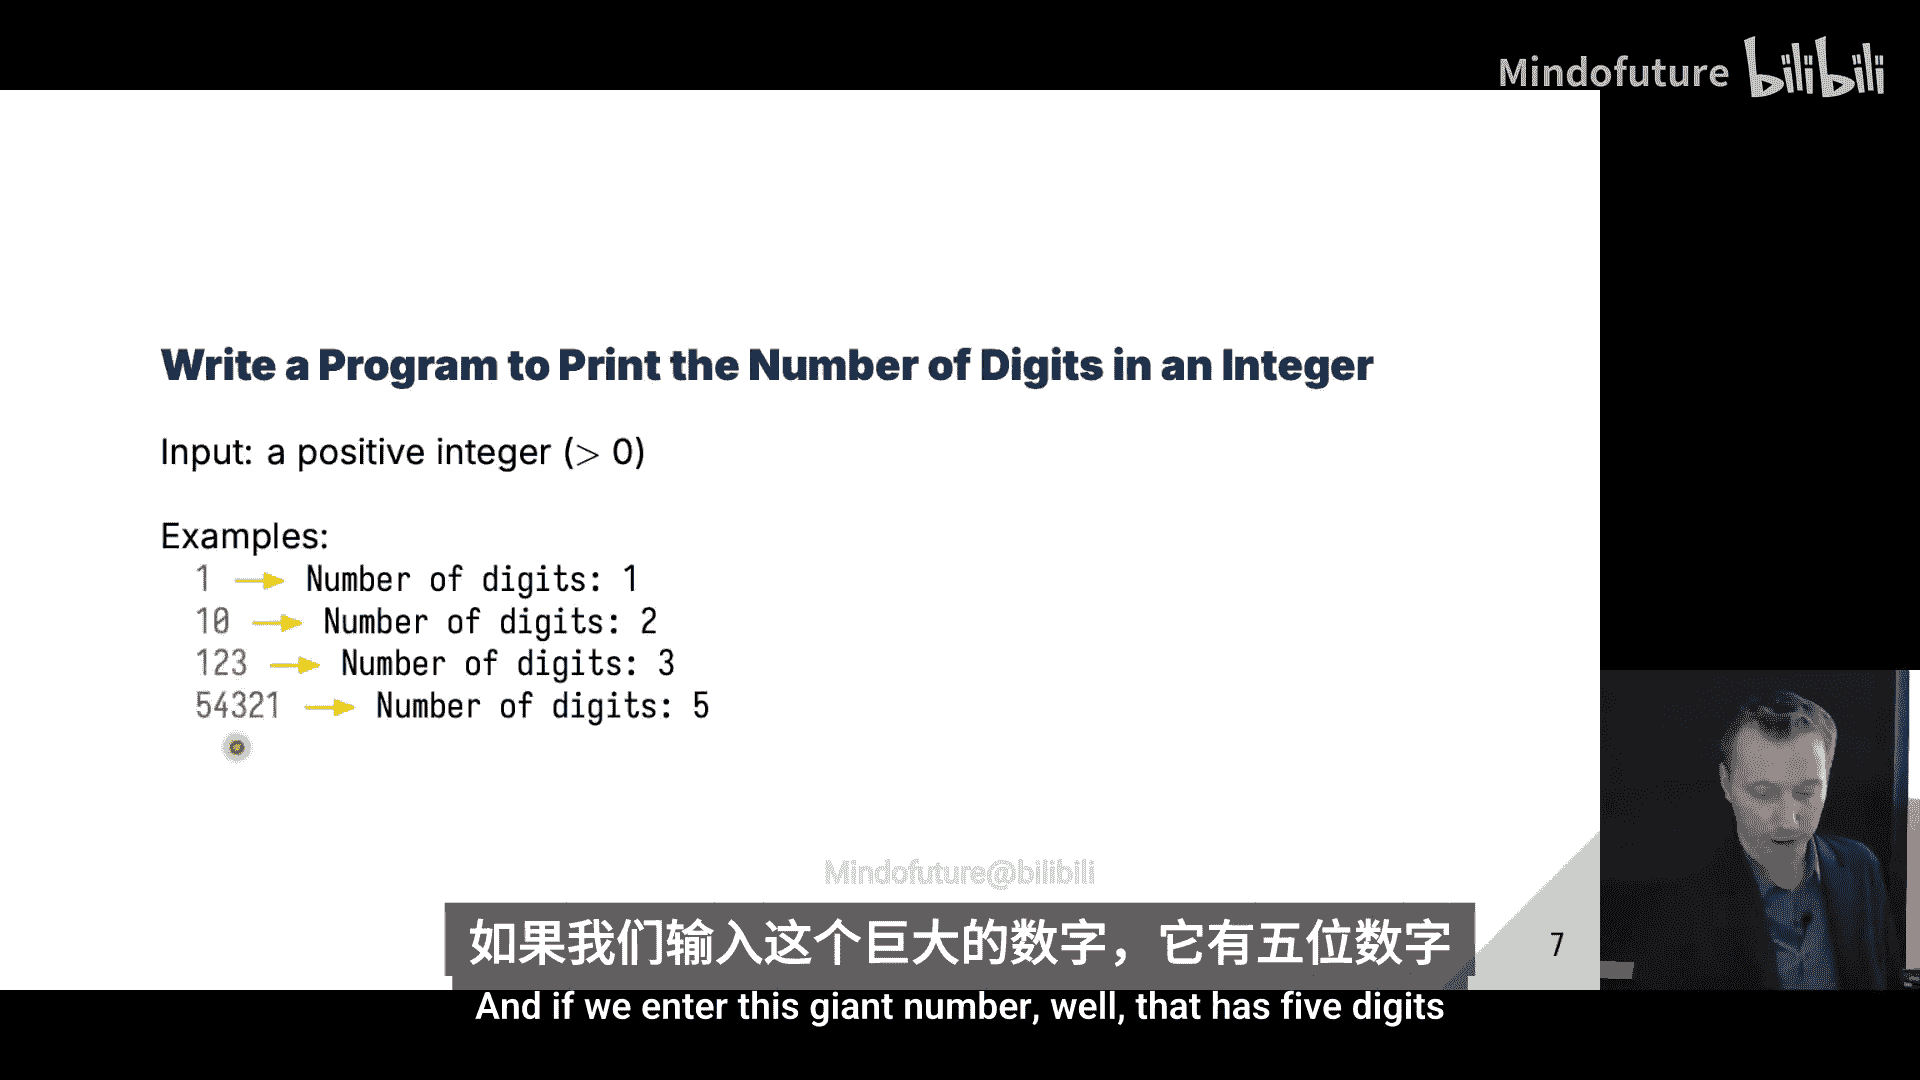 Mindofuture bilibili
Write a Program to Print the Number of Digits in an Integer
Input: a positive integer (> 0)
Examples:
1 → Number of digits: 1
10 → Number of digits: 2
123 → Number of digits: 3
54321 → Number of digits: 5
Mindofuture@bilibili
如果我们输入这个巨大的数字，它有五位数字
7
And if we enter this giant number, well, that has five digits